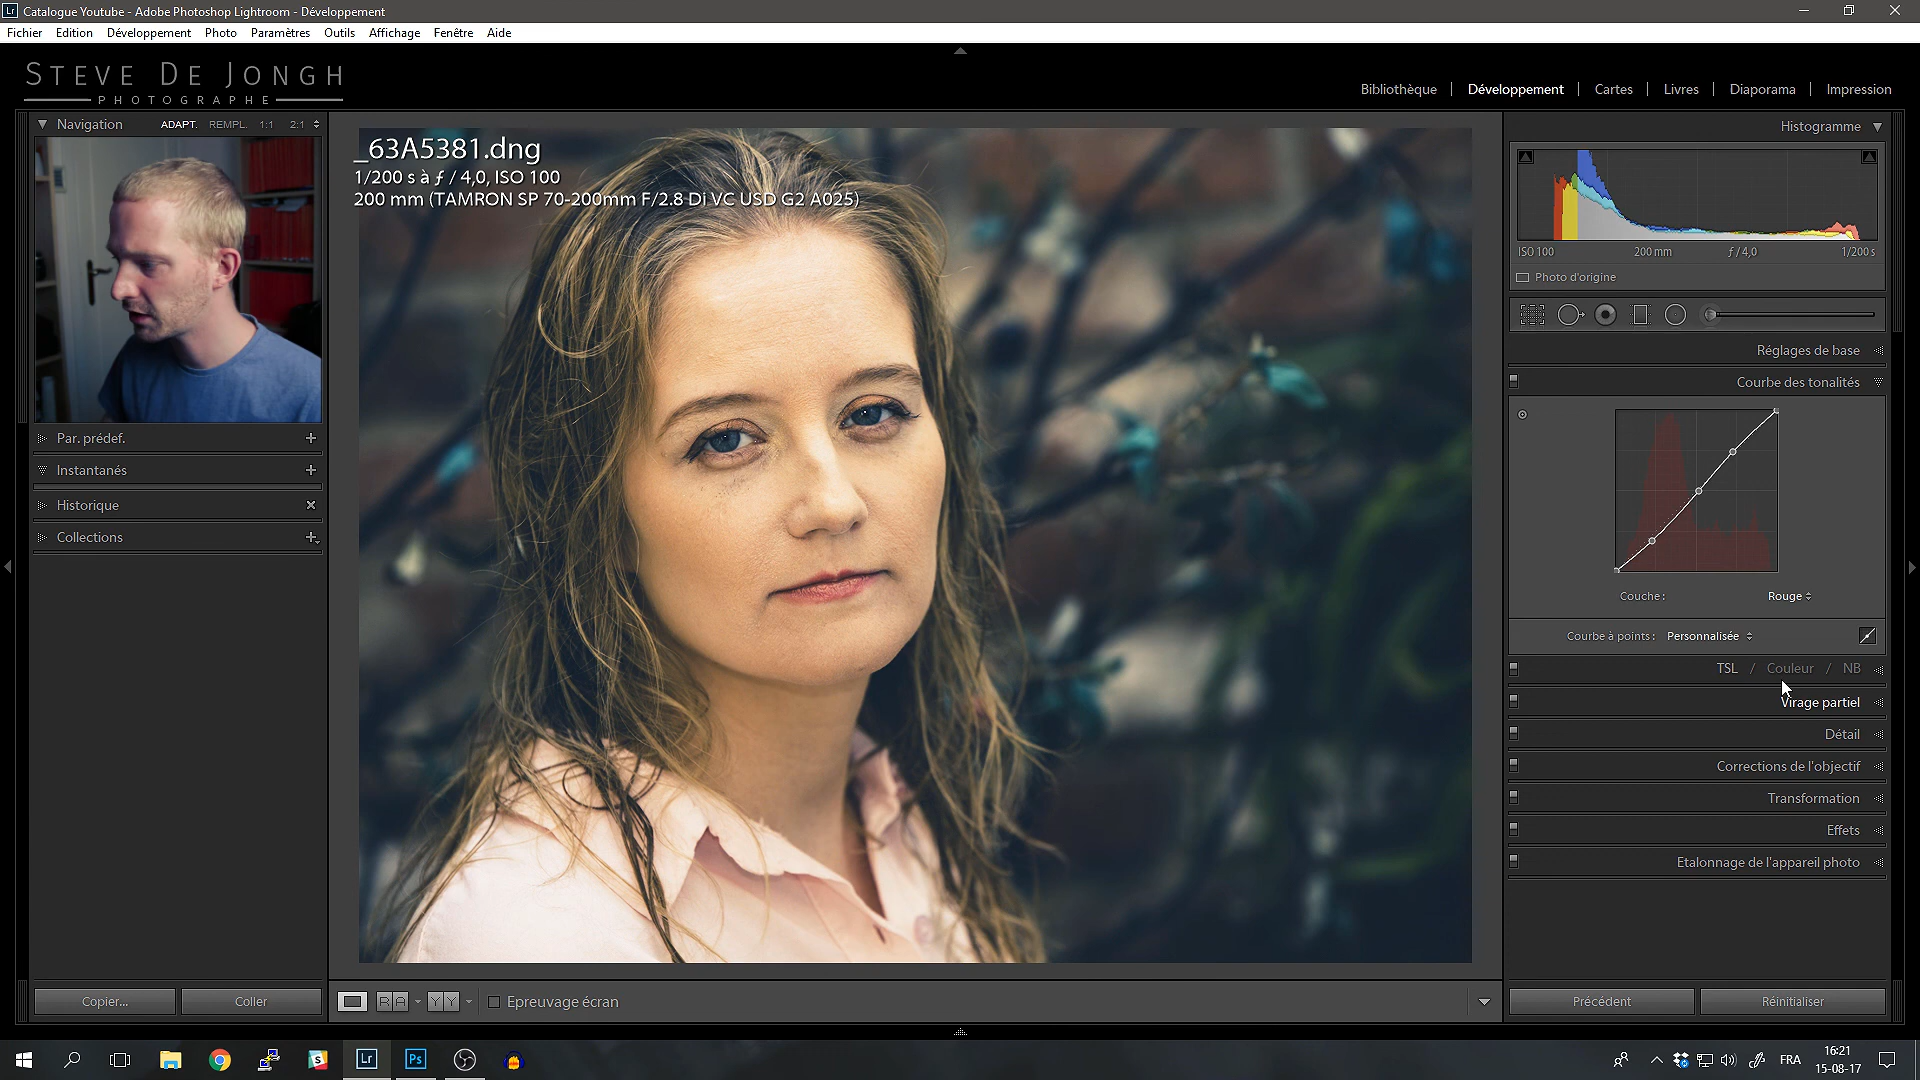 Catalogue Youtube - Adobe Photoshop Lightroom - Développement
Fichier Edition Développement Photo Paramètres Outils Affichage Fenêtre Aide
STEVE DE JONGH
PHOTOGRAPHE
Bibliothèque | Développement | Cartes | Livres | Diaporama | Impression
Navigation ADAPT. REMPL. 1:1 2:1
Par. prédef.
Instantanés
Historique
Collections
_63A5381.dng
1/200 s à ƒ / 4,0, ISO 100
200 mm (TAMRON SP 70-200mm F/2.8 Di VC USD G2 A025)
Histogramme
ISO 100 200 mm ƒ / 4,0 1/200 s
Photo d'origine
Réglages de base
Courbe des tonalités
Couche : Rouge
Courbe à points : Personnalisée
TSL / Couleur / NB
Virage partiel
Détail
Corrections de l'objectif
Transformation
Effets
Etalonnage de l'appareil photo
Copier... Coller
R A Y Y Epreuvage écran
Précédent Réinitialiser
Lr Ps
FRA
16:21
15-08-17